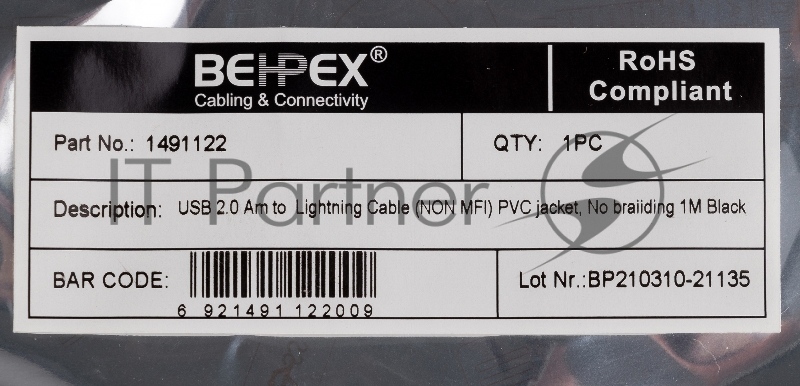 BEHPEX®
Cabling & Connectivity
RoHS
Compliant
Part No.: 1491122
QTY: 1PC
IT Partner
Description: USB 2.0 Am to Lightning Cable (NON MFI) PVC jacket, No braiiding 1M Black
BAR CODE:
6 921491 122009
Lot Nr.:BP210310-21135